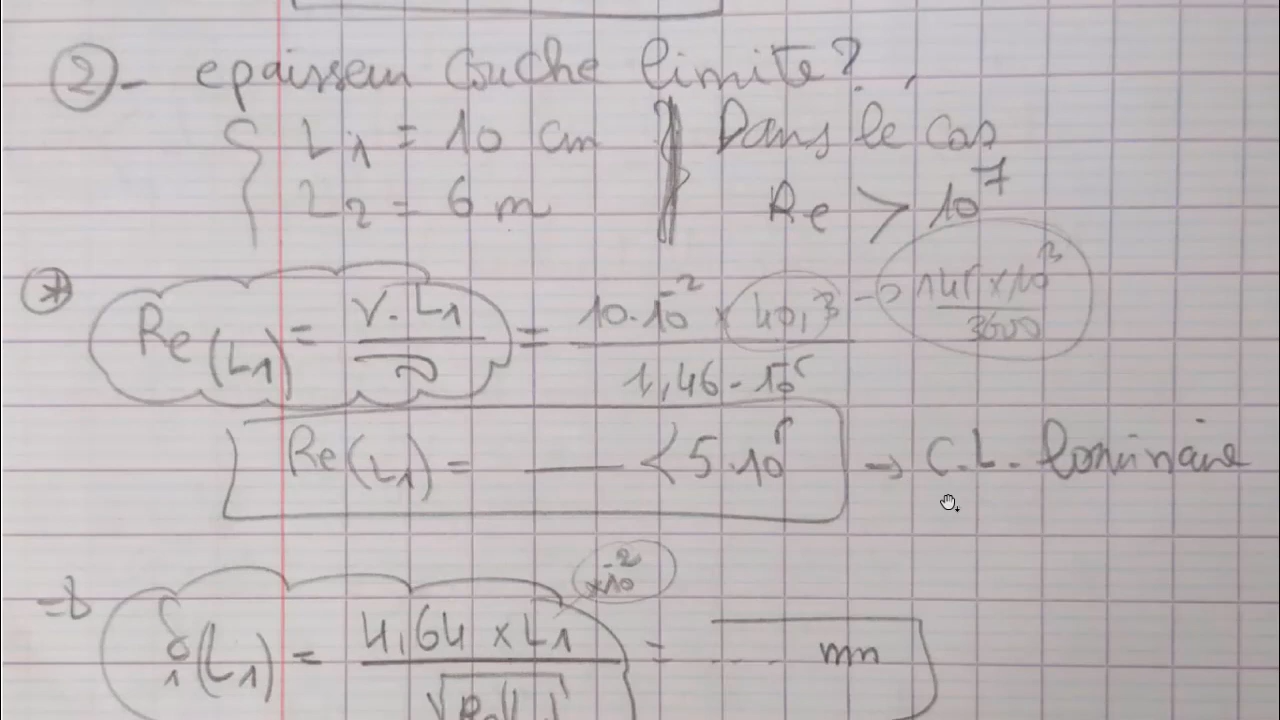 2 - epaisseur couche limite ?
L1 = 10 cm
L2 = 6 m
Dans le cas
Re > 10^7
* Re(L1) = V.L1 / ν = 10.10^-2 × 40,3 / 1,46-10^5 → 145 × 10^3 / 3600
Re(L1) = ___ < 5.10^5 → C.L. laminaire
=> δ1(L1) = 4,64 × L1 / √Re(L1) ×10^-2 = .... mm